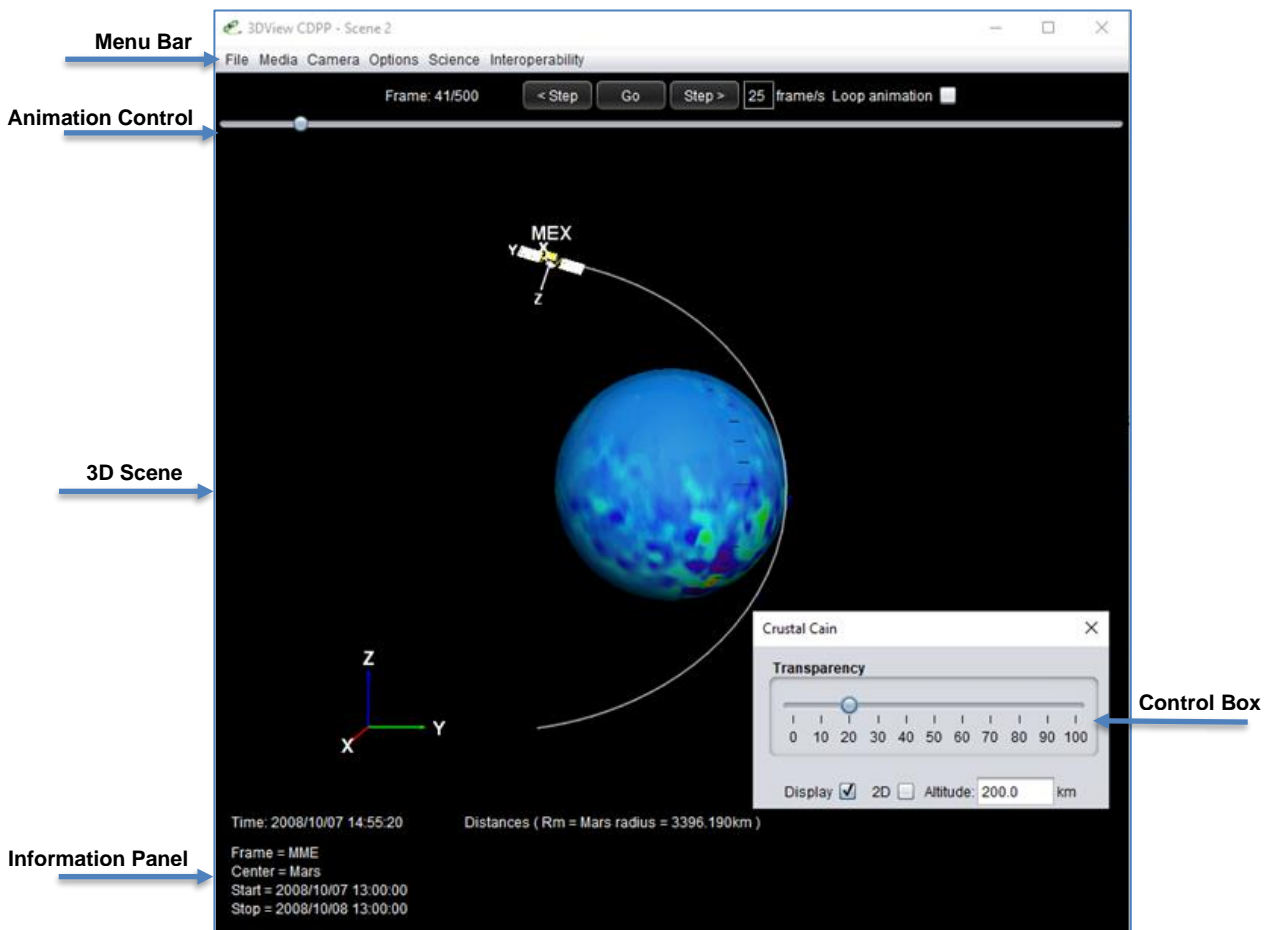 3DView CDPP - Scene 2
Menu Bar
File Media Camera Options Science Interoperability
Frame: 41/500 < Step Go Step > 25 frame/s Loop animation
Animation Control
MEX
X
Y
Z
3D Scene
Crustal Cain
Transparency
0 10 20 30 40 50 60 70 80 90 100
Control Box
Display 2D Altitude: 200.0 km
Z
Y
X
Time: 2008/10/07 14:55:20 Distances ( Rm = Mars radius = 3396.190km )
Information Panel
Frame = MME
Center = Mars
Start = 2008/10/07 13:00:00
Stop = 2008/10/08 13:00:00